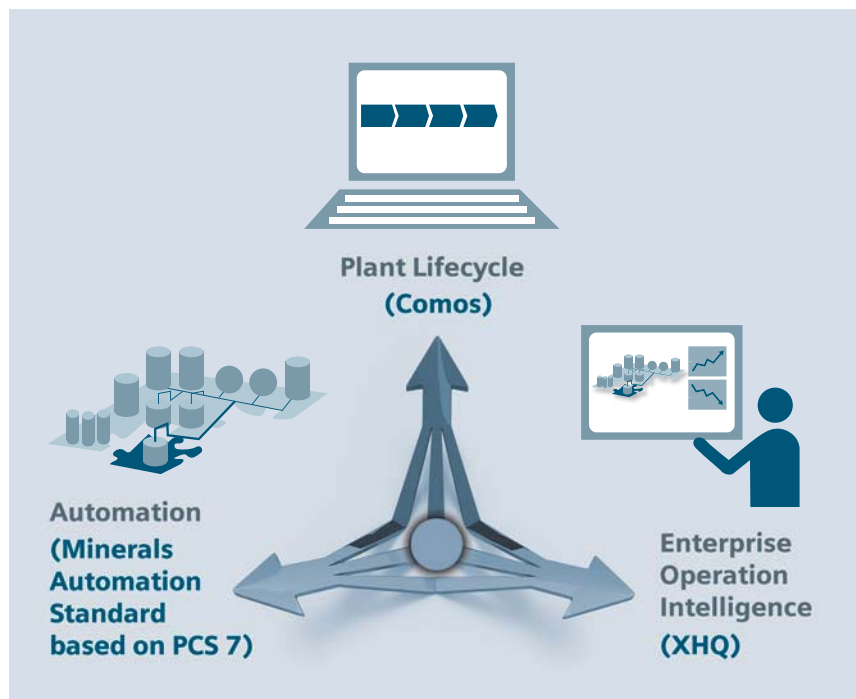 Plant Lifecycle
(Comos)
Automation
(Minerals
Automation
Standard
based on PCS 7)
Enterprise
Operation
Intelligence
(XHQ)